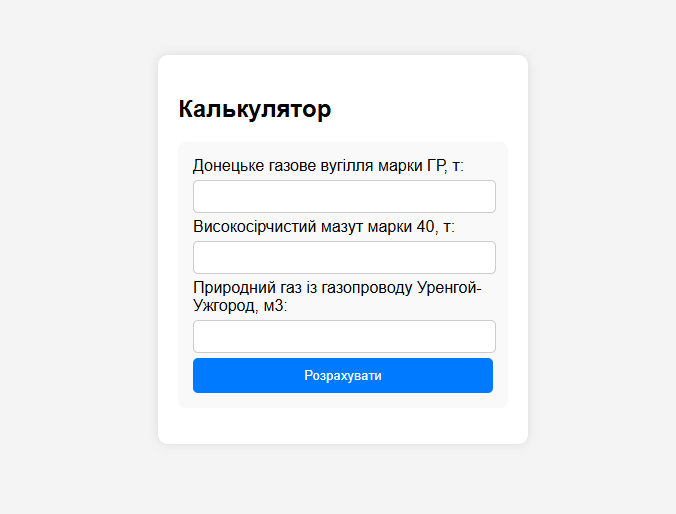 Калькулятор
Донецьке газове вугілля марки ГР, т:
Високосірчистий мазут марки 40, т:
Природний газ із газопроводу Уренгой-
Ужгород, м3:
Розрахувати